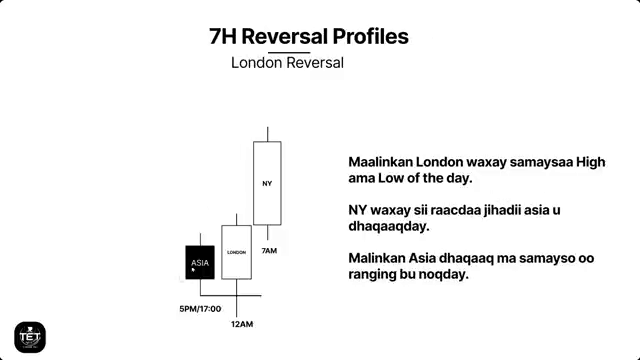 7H Reversal Profiles
London Reversal
NY
Maalinkan London waxay samaysaa High
ama Low of the day.
NY waxay sii raacdaa jihadii asia u
dhaqaaqday.
LONDON
7AM
ASIA
Malinkan Asia dhaqaaq ma samayso oo
ranging bu noqday.
5PM/17:00
12AM
TET